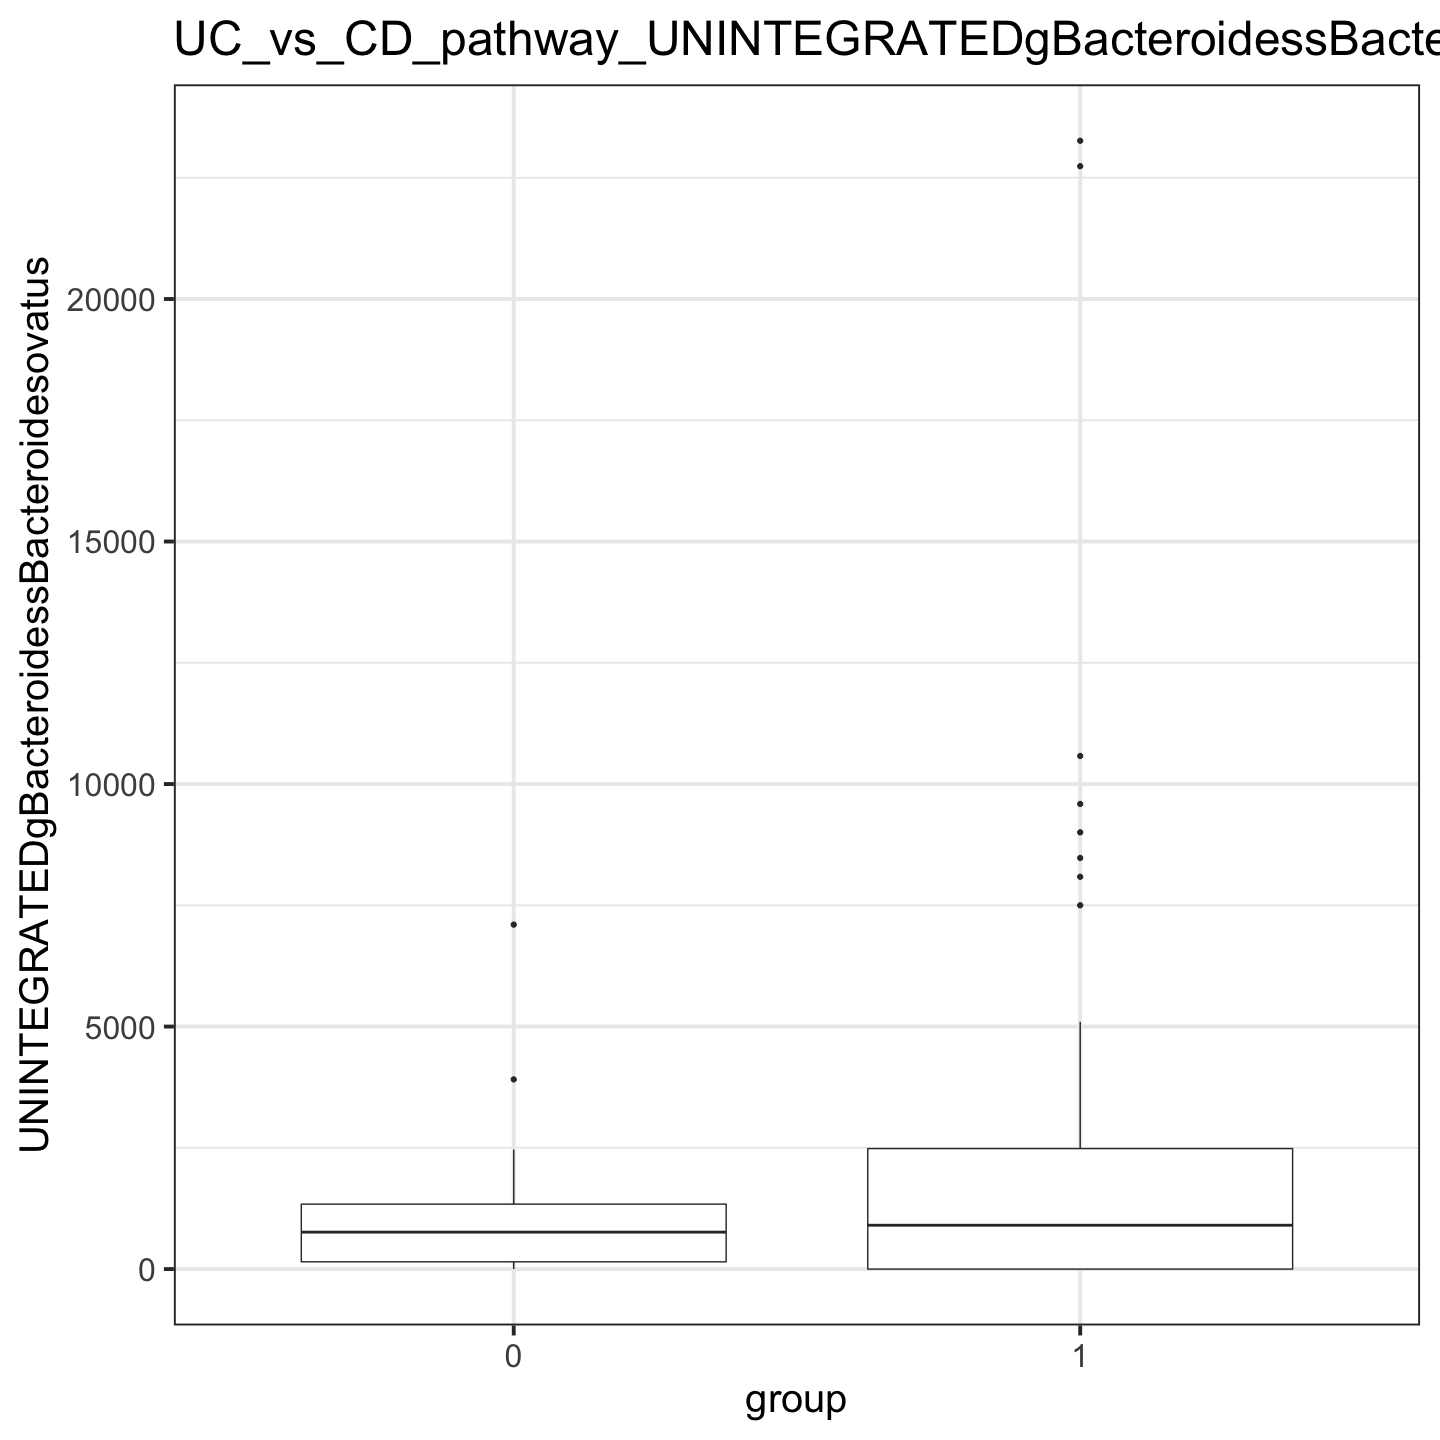 UC_vs_CD_pathway_UNINTEGRATEDgBacteroidessBacte
UNINTEGRATEDgBacteroidessBacteroidesovatus
20000
15000
10000
5000
0
0 1
group